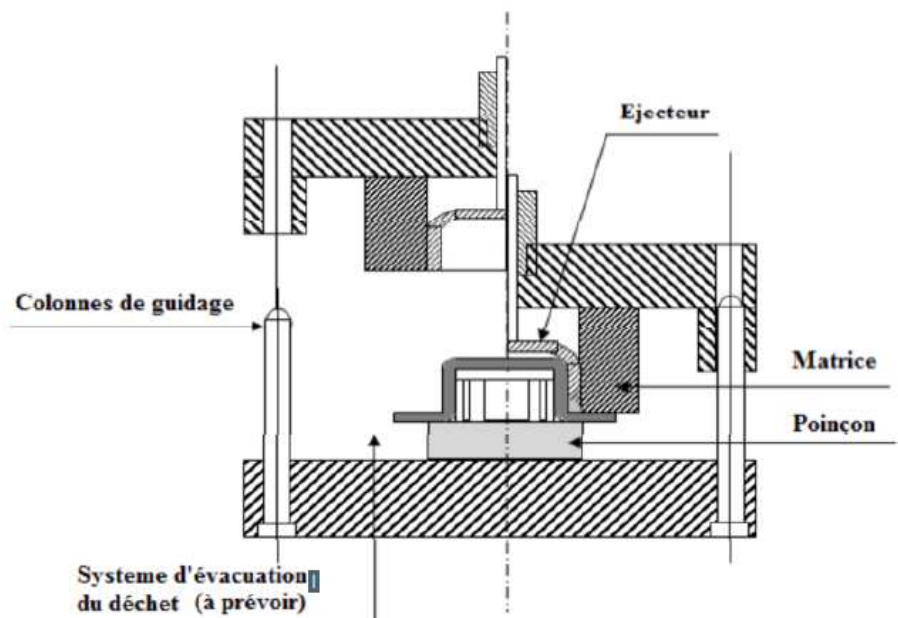 Ejecteur
Colonnes de guidage
Matrice
Poinçon
Systeme d'évacuation
du déchet (à prévoir)